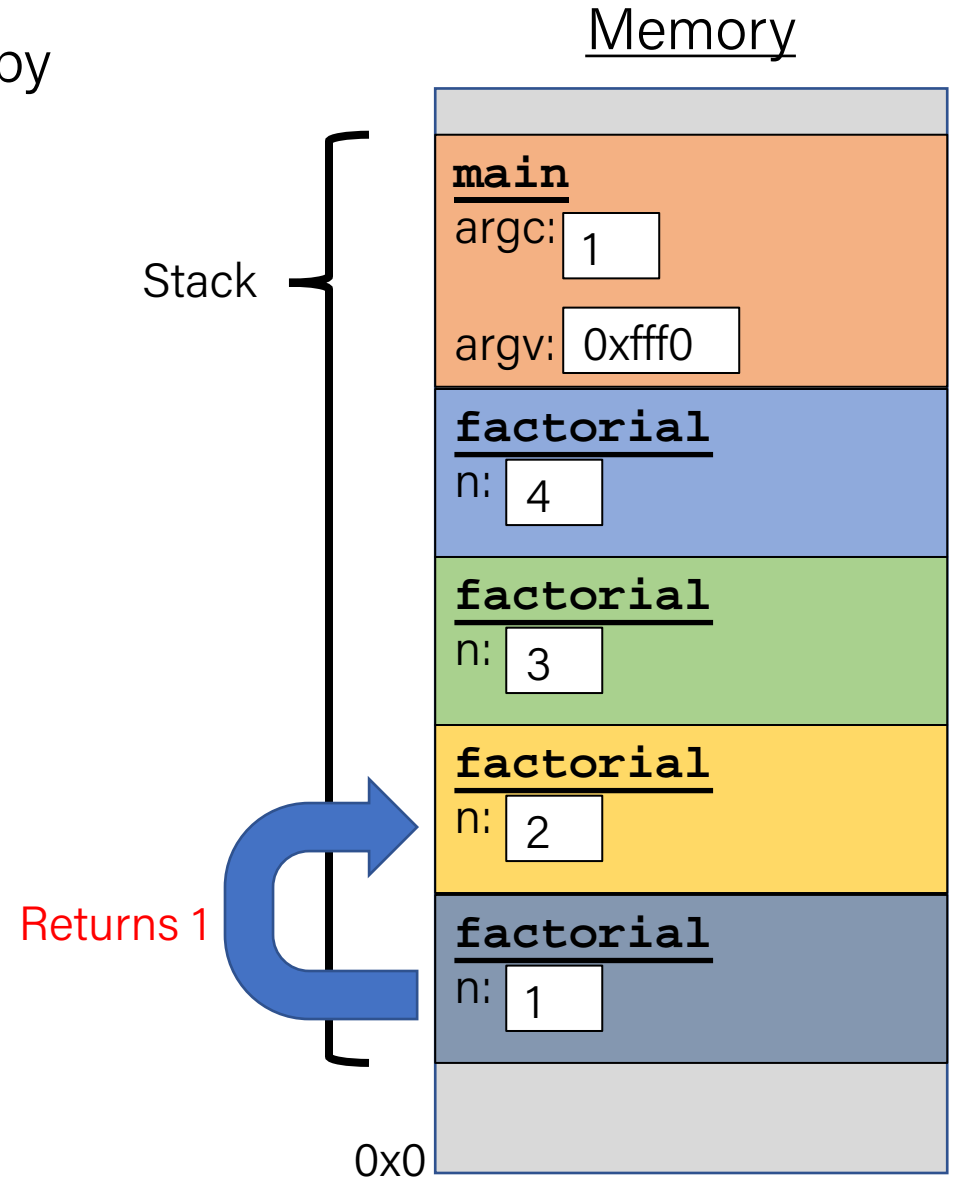 by
Memory
main
argc: 1
Stack
argv: 0xfff0
factorial
n: 4
factorial
n: 3
factorial
n: 2
Returns 1
factorial
n: 1
0x0